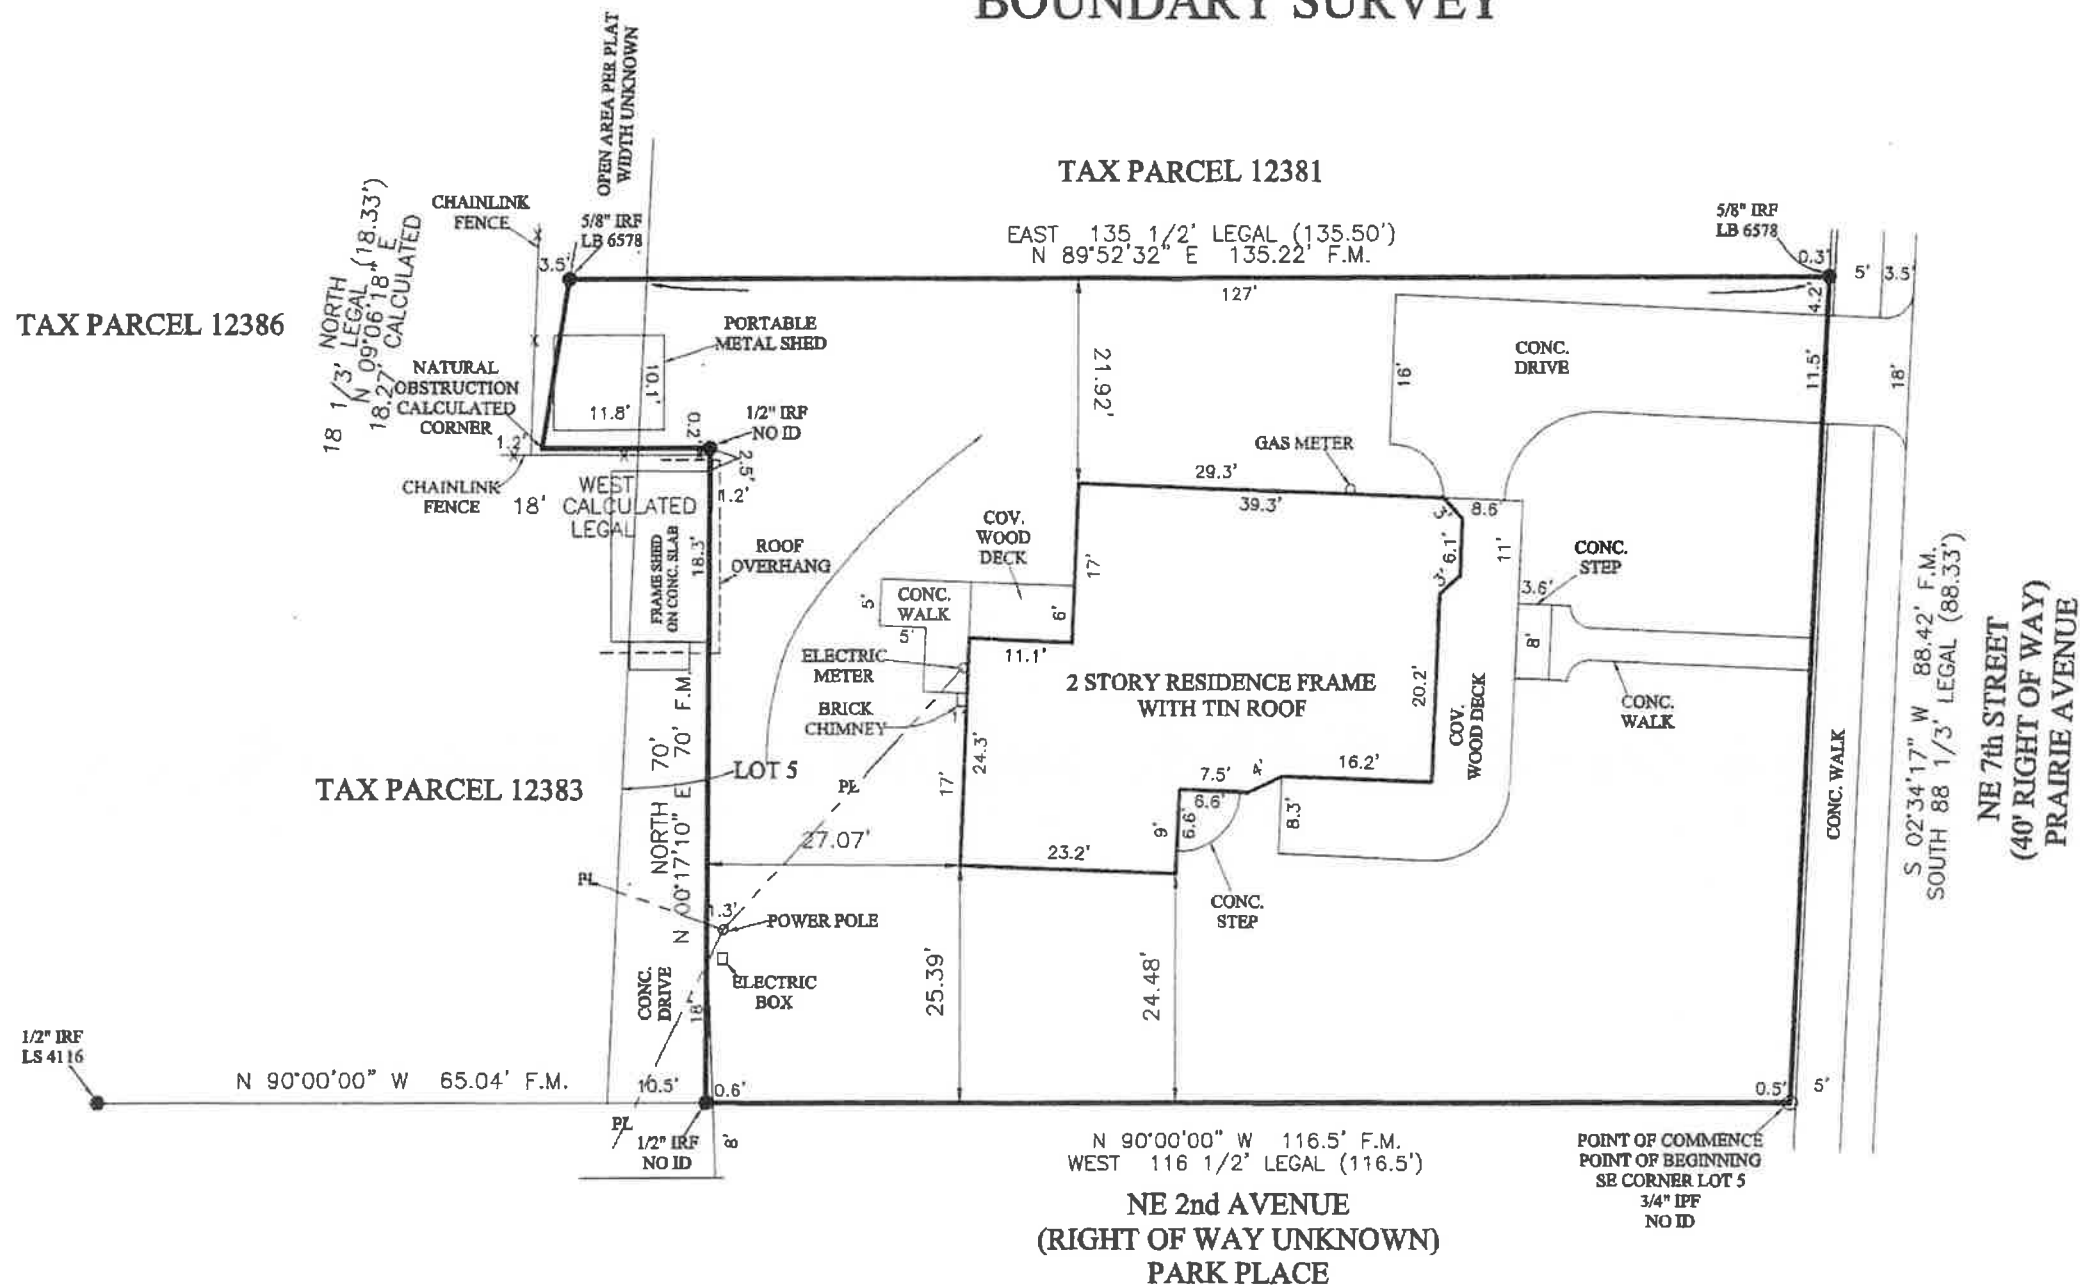 BOUNDARY SURVEY
OPEN AREA PER PLAT
WIDTH UNKNOWN
TAX PARCEL 12381
CHAINLINK
FENCE
5/8" IRF
LB 6578
3.5'
EAST 135 1/2' LEGAL (135.50')
N 89°52'32" E 135.22' F.M.
127'
5/8" IRF
LB 6578
0.3'
5'
3.5'
4.2'
18 1/3' NORTH
LEGAL (18.33')
N 09°06'18" E
18.27' CALCULATED
TAX PARCEL 12386
PORTABLE
METAL SHED
10.1'
11.8'
NATURAL
OBSTRUCTION
CALCULATED
CORNER
1.2'
0.2'
1/2" IRF
NO ID
2.5'
1.2'
21.92'
16'
CONC.
DRIVE
11.5'
18'
GAS METER
CHAINLINK
FENCE
18'
WEST
CALCULATED
LEGAL
FRAME SHED
ON CONC. SLAB
18.3'
ROOF
OVERHANG
29.3'
39.3'
3'
8.6'
6.1'
3'
11'
COV.
WOOD
DECK
17'
6'
CONC.
WALK
5'
5'
11.1'
CONC.
STEP
3.6'
8'
CONC.
WALK
ELECTRIC
METER
BRICK
CHIMNEY
1'
2 STORY RESIDENCE FRAME
WITH TIN ROOF
20.2'
COV.
WOOD DECK
24.3'
17'
TAX PARCEL 12383
LOT 5
NORTH 70'
N 00°17'10" E 70' F.M.
PL
27.07'
7.5'
4'
16.2'
6.6'
6.6'
9'
8.3'
23.2'
CONC.
STEP
CONC. WALK
S 02°34'17" W 88.42' F.M.
SOUTH 88 1/3' LEGAL (88.33')
NE 7th STREET
(40' RIGHT OF WAY)
PRAIRIE AVENUE
PL
1.3'
POWER POLE
ELECTRIC
BOX
CONC.
DRIVE
18'
25.39'
24.48'
1/2" IRF
LS 4116
N 90°00'00" W 65.04' F.M.
10.5'
0.6'
0.5'
5'
PL
1/2" IRF
NO ID
8'
N 90°00'00" W 116.5' F.M.
WEST 116 1/2' LEGAL (116.5')
POINT OF COMMENCE
POINT OF BEGINNING
SE CORNER LOT 5
3/4" IPF
NO ID
NE 2nd AVENUE
(RIGHT OF WAY UNKNOWN)
PARK PLACE